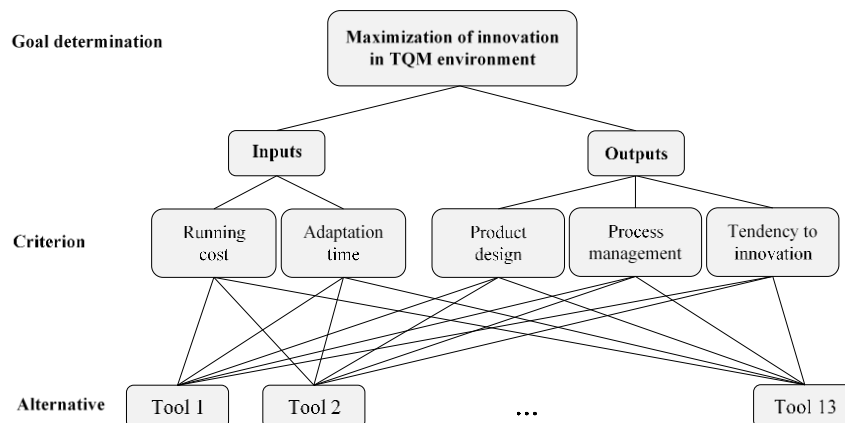 Goal determination
Maximization of innovation
in TQM environment
Inputs
Outputs
Criterion
Running
cost
Adaptation
time
Product
design
Process
management
Tendency to
innovation
Alternative
Tool 1
Tool 2
...
Tool 13